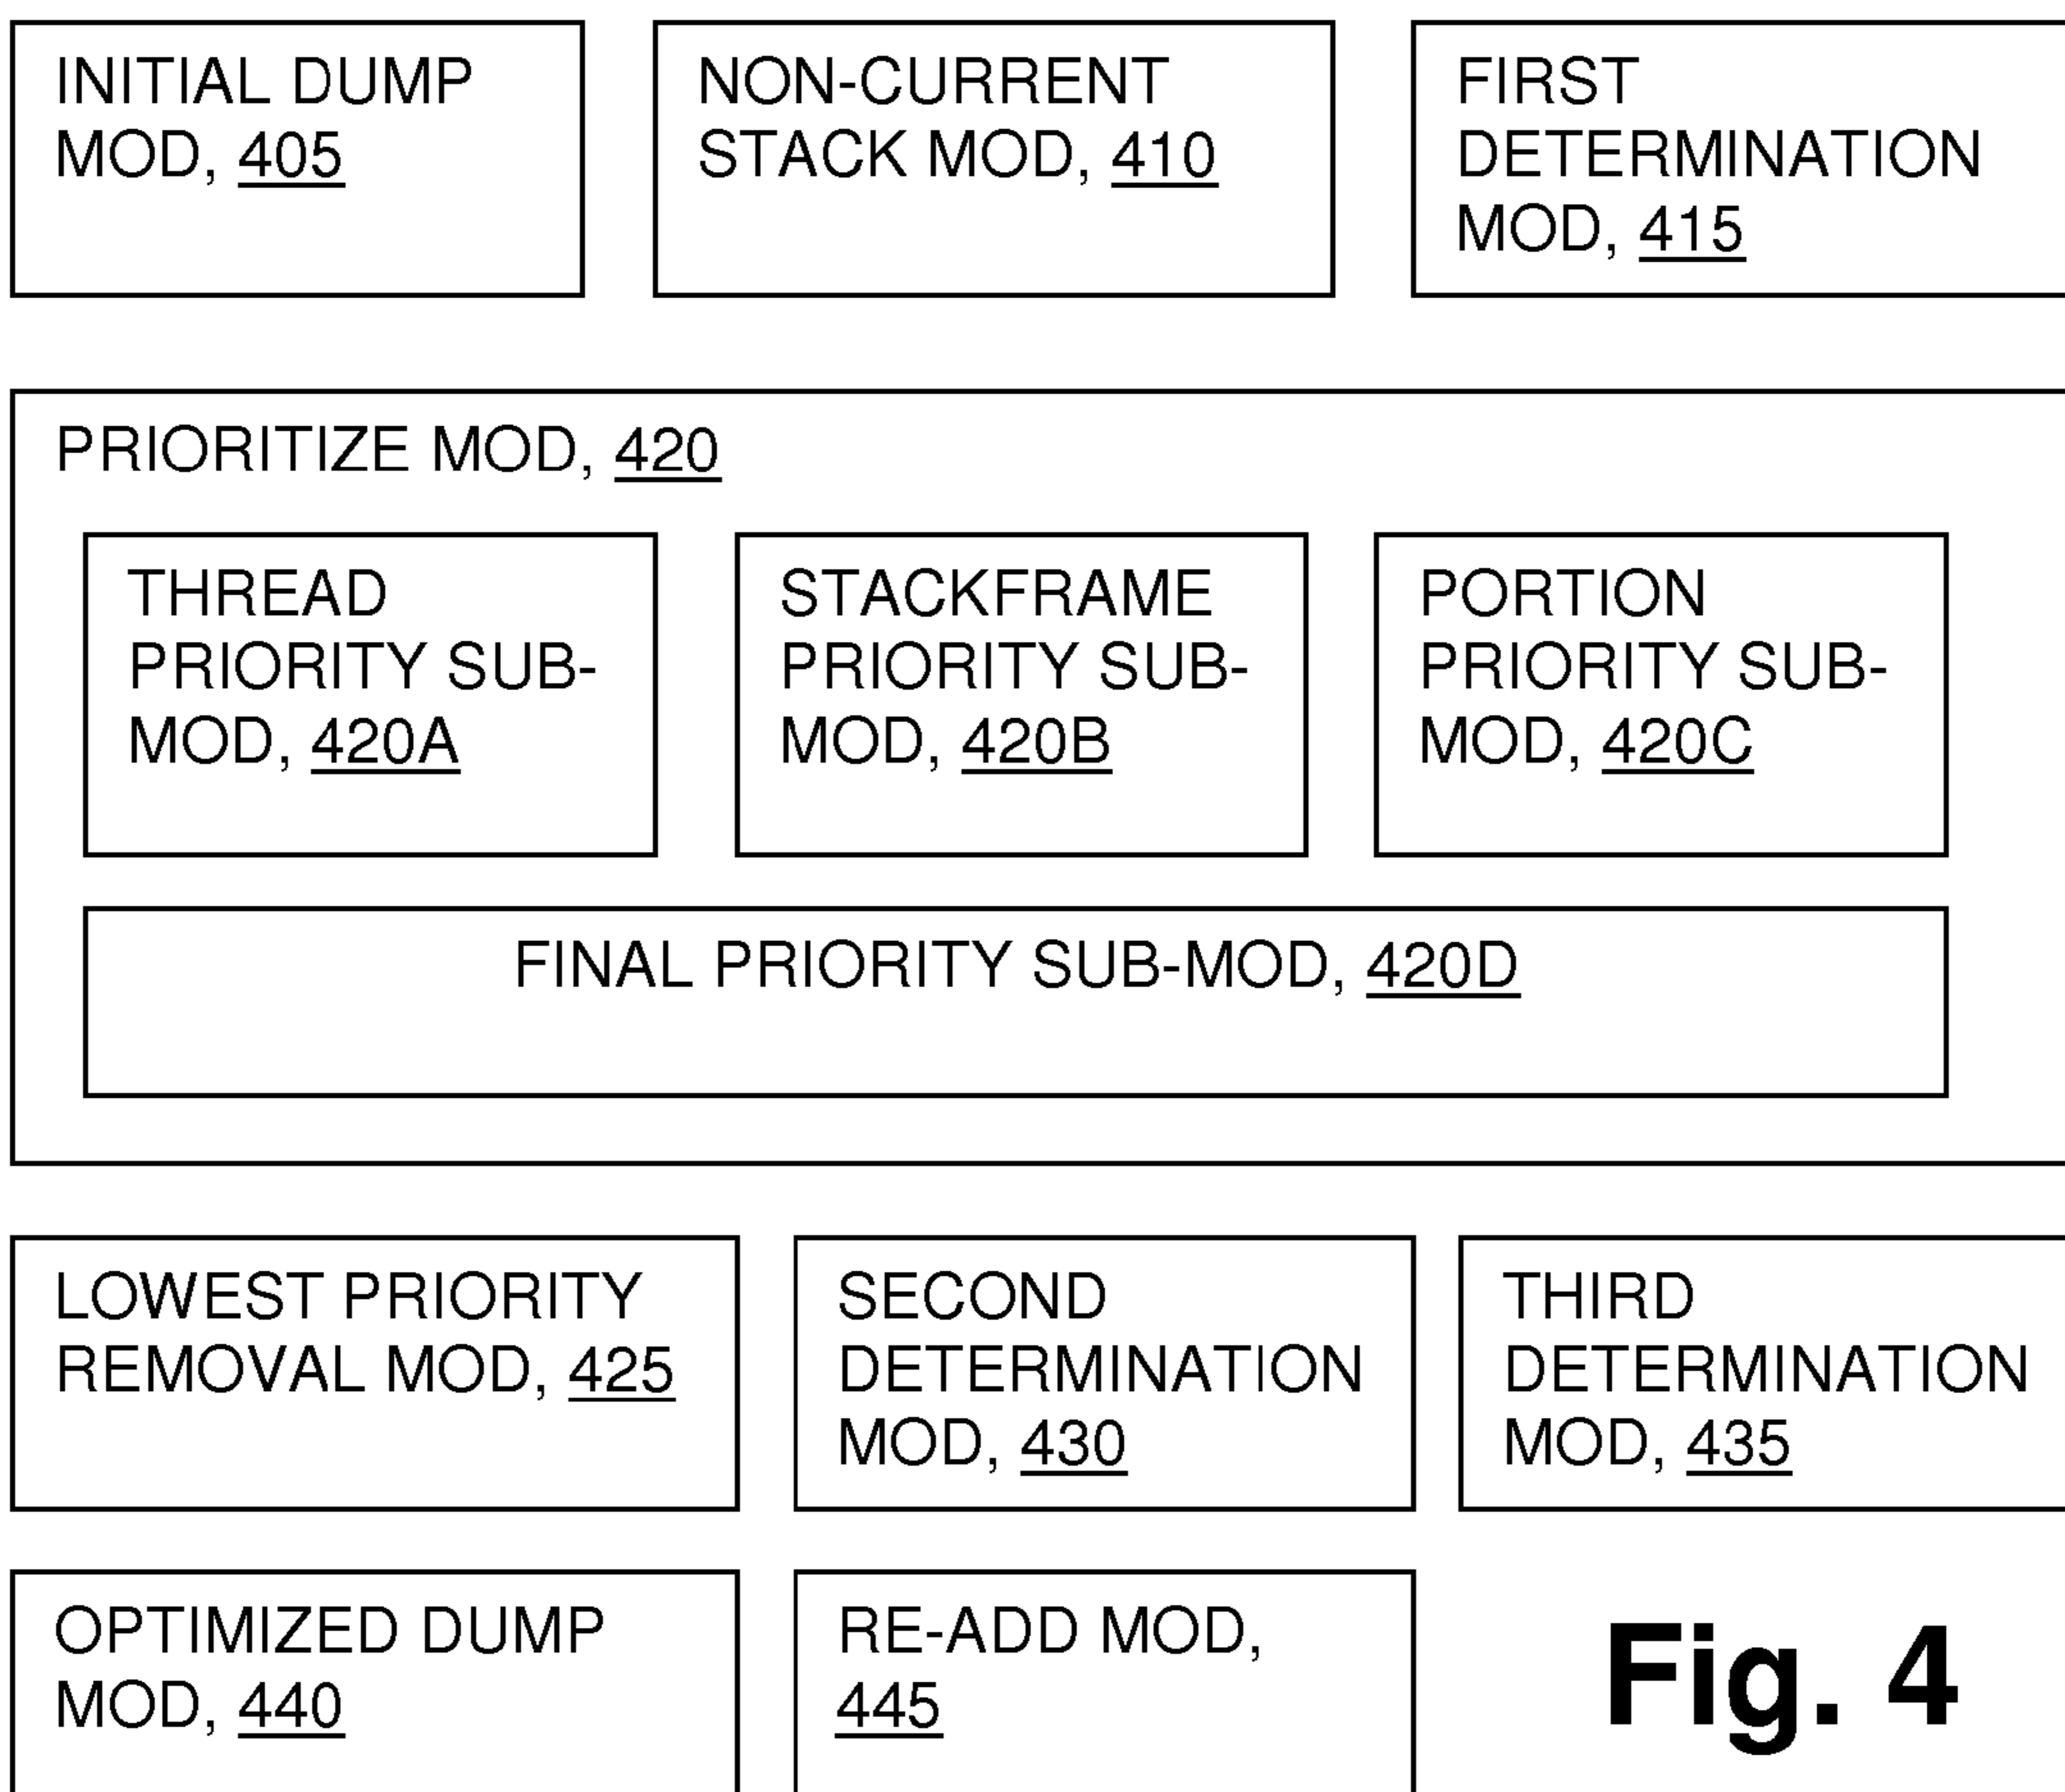 INITIAL DUMP
MOD, 405
NON-CURRENT
STACK MOD, 410
FIRST
DETERMINATION
MOD, 415
PRIORITIZE MOD, 420
THREAD
PRIORITY SUB-
MOD, 420A
STACKFRAME
PRIORITY SUB-
MOD, 420B
PORTION
PRIORITY SUB-
MOD, 420C
FINAL PRIORITY SUB-MOD, 420D
LOWEST PRIORITY
REMOVAL MOD, 425
SECOND
DETERMINATION
MOD, 430
THIRD
DETERMINATION
MOD, 435
OPTIMIZED DUMP
MOD, 440
RE-ADD MOD,
445
Fig. 4